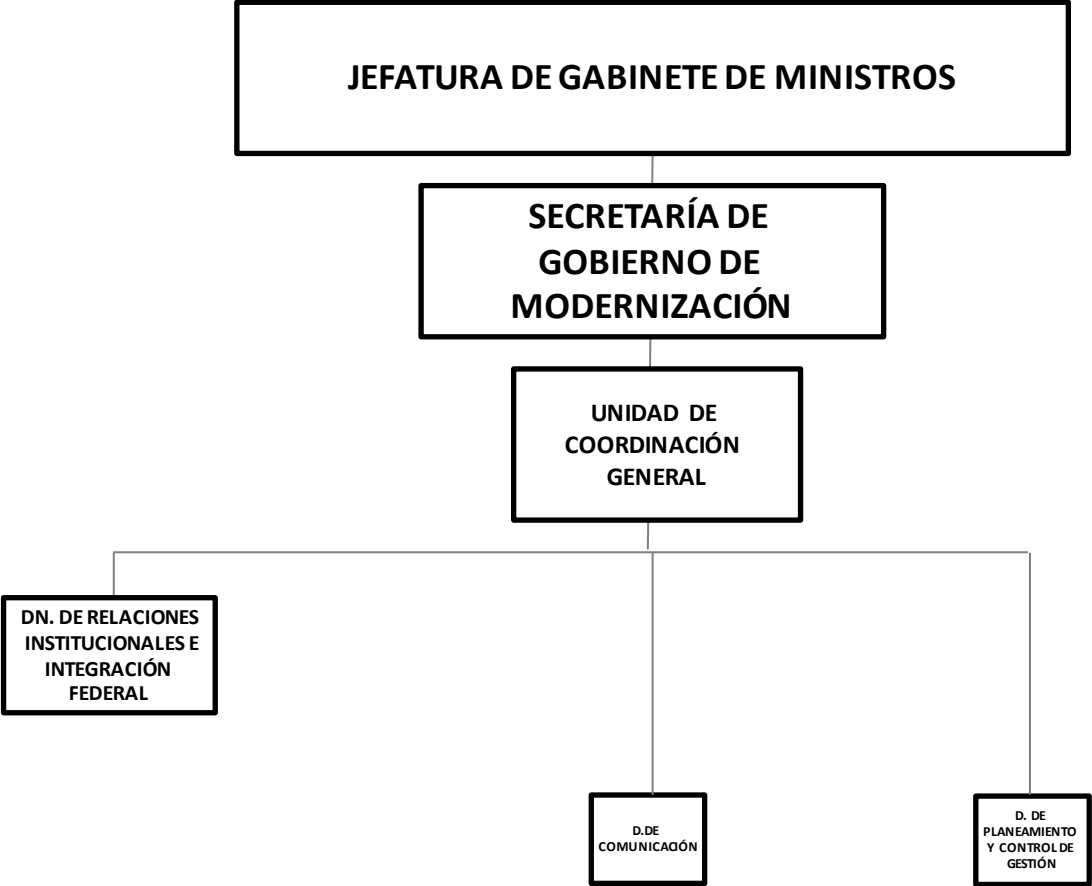 JEFATURA DE GABINETE DE MINISTROS
SECRETARÍA DE
GOBIERNO DE
MODERNIZACIÓN
UNIDAD DE
COORDINACIÓN
GENERAL
DN. DE RELACIONES
INSTITUCIONALES E
INTEGRACIÓN
FEDERAL
D.DE
COMUNICACIÓN
D. DE
PLANEAMIENTO
Y CONTROL DE
GESTIÓN